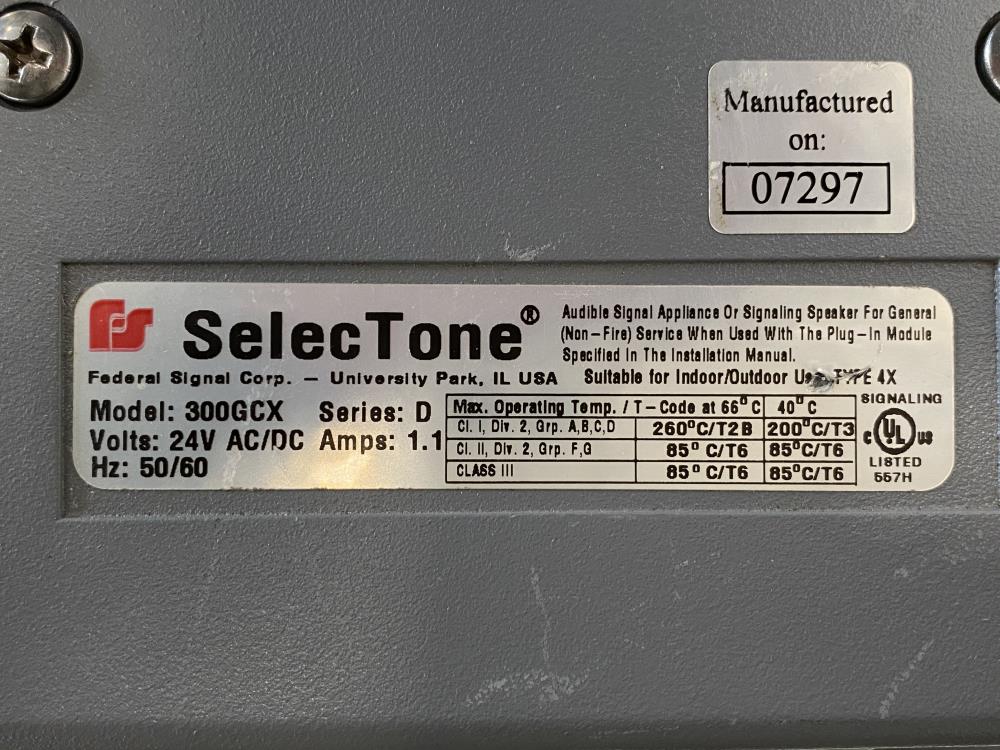 Manufactured
on:
07297
SelecTone®
Audible Signal Appliance Or Signaling Speaker For General
(Non-Fire) Service When Used With The Plug-In Module
Specified In The Installation Manual.
Federal Signal Corp. – University Park, IL USA
Suitable for Indoor/Outdoor TYPE 4X
Model: 300GCX Series: D
Volts: 24V AC/DC Amps: 1.1
Hz: 50/60
Max. Operating Temp. / T-Code at 66°C 40°C
Cl. I, Div. 2, Grp. A,B,C,D 260°C/T2B 200°C/T3
Cl. II, Div. 2, Grp. F,G 85°C/T6 85°C/T6
CLASS III 85°C/T6 85°C/T6
SIGNALING
c UL us
LISTED
557H